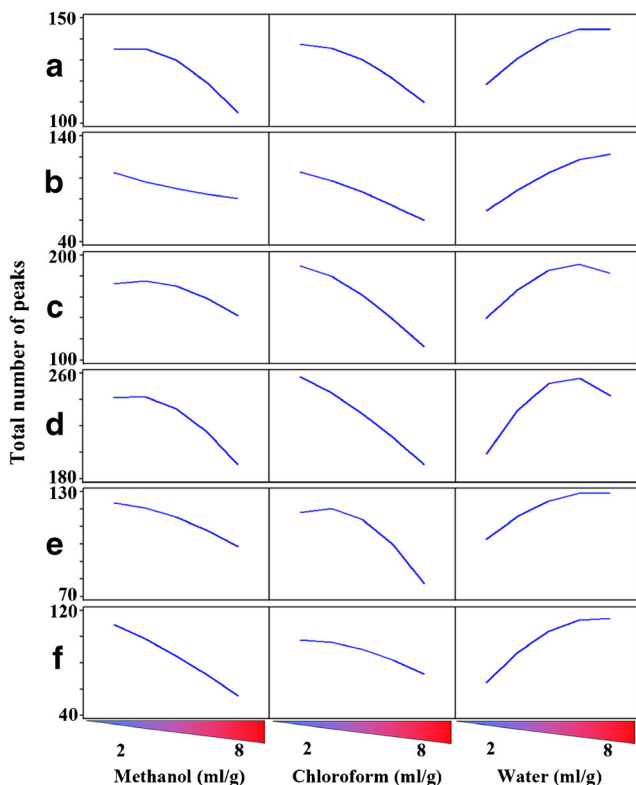 150
a
100
140
b
40
200
c
100
260
d
180
130
e
70
120
f
40
Total number of peaks
2 8 2 8 2 8
Methanol (ml/g) Chloroform (ml/g) Water (ml/g)